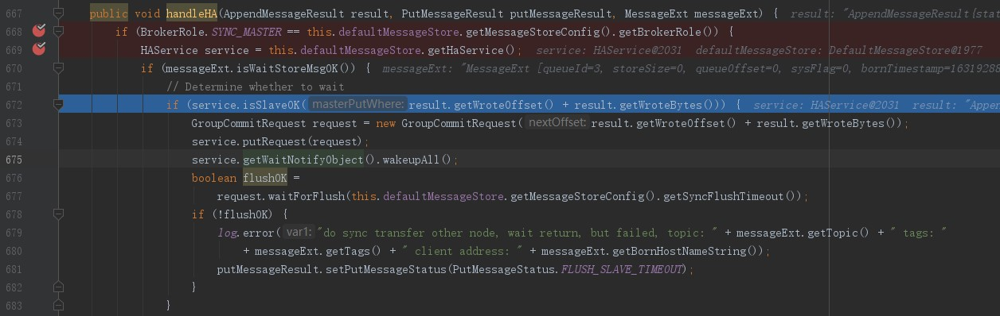 667 public void handleHA(AppendMessageResult result, PutMessageResult putMessageResult, MessageExt messageExt) { result: "AppendMessageResult{stat
668 if (BrokerRole.SYNC_MASTER == this.defaultMessageStore.getMessageStoreConfig().getBrokerRole()) {
669 HAService service = this.defaultMessageStore.getHaService(); service: HAService@2031 defaultMessageStore: DefaultMessageStore@1977
670 if (messageExt.isWaitStoreMsgOK()) { messageExt: "MessageExt [queueId=3, storeSize=0, queueOffset=0, sysFlag=0, bornTimestamp=16319288
671 // Determine whether to wait
672 if (service.isSlaveOK( masterPutWhere: result.getWroteOffset() + result.getWroteBytes())) { service: HAService@2031 result: "Appen
673 GroupCommitRequest request = new GroupCommitRequest( nextOffset: result.getWroteOffset() + result.getWroteBytes());
674 service.putRequest(request);
675 service.getWaitNotifyObject().wakeupAll();
676 boolean flushOK =
677 request.waitForFlush(this.defaultMessageStore.getMessageStoreConfig().getSyncFlushTimeout());
678 if (!flushOK) {
679 log.error( var1: "do sync transfer other node, wait return, but failed, topic: " + messageExt.getTopic() + " tags: "
680 + messageExt.getTags() + " client address: " + messageExt.getBornHostNameString());
681 putMessageResult.setPutMessageStatus(PutMessageStatus.FLUSH_SLAVE_TIMEOUT);
682 }
683 }